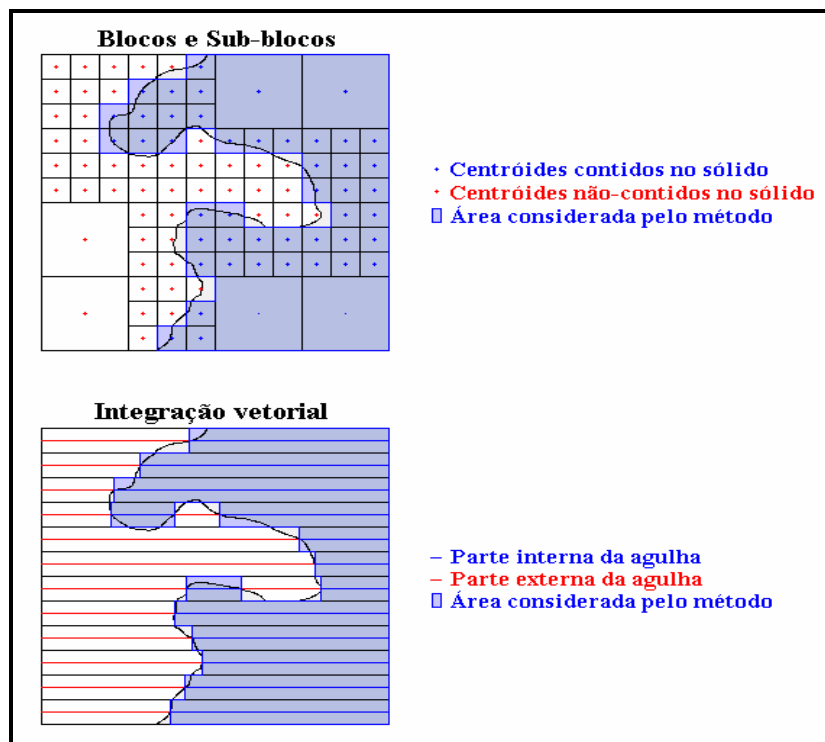 Blocos e Sub-blocos
Centróides contidos no sólido
Centróides não-contidos no sólido
Área considerada pelo método
Integração vetorial
Parte interna da agulha
Parte externa da agulha
Área considerada pelo método